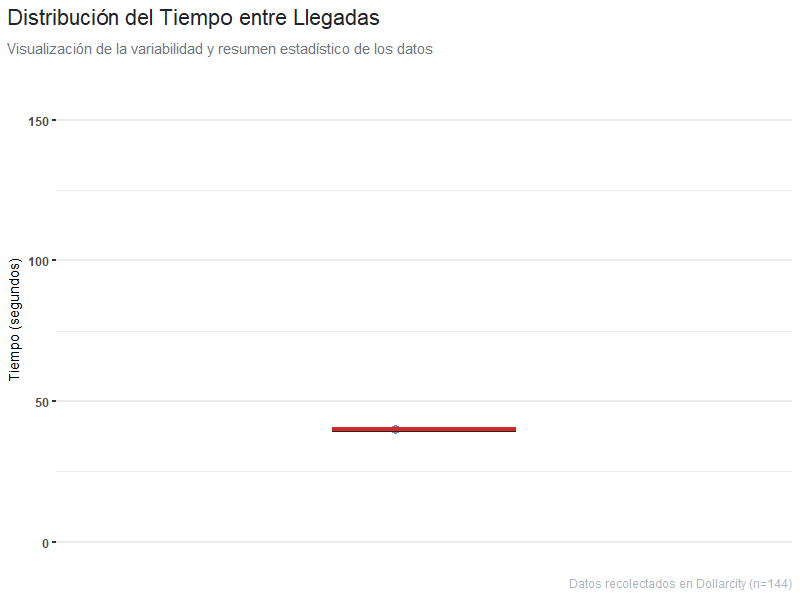 Distribución del Tiempo entre Llegadas
Visualización de la variabilidad y resumen estadístico de los datos
150
100
50
0
Tiempo (segundos)
Datos recolectados en Dollarcity (n=144)